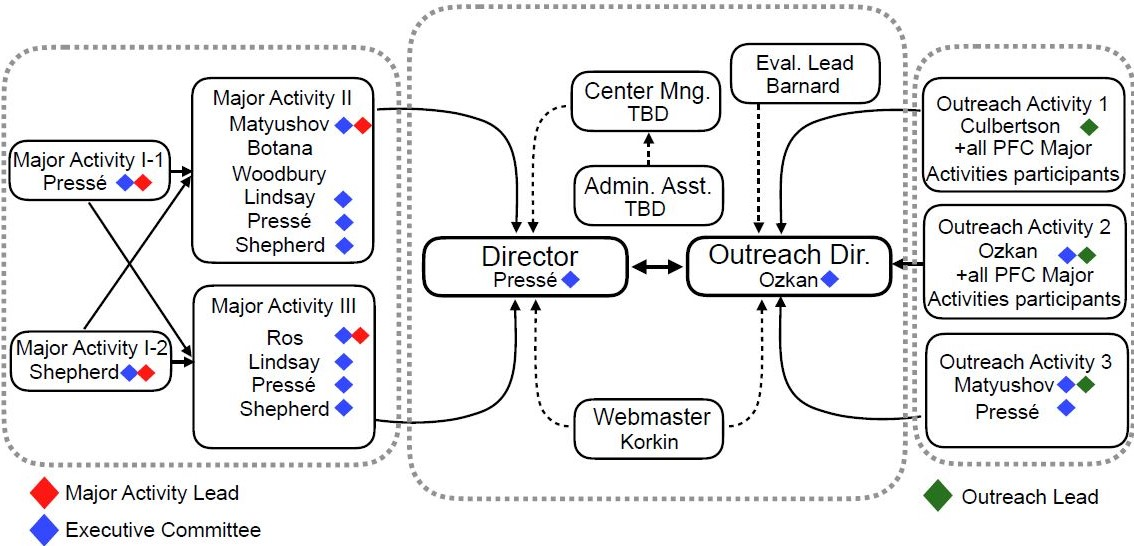 Major Activity I-1
Pressé
Major Activity I-2
Shepherd
Major Activity II
Matyushov
Botana
Woodbury
Lindsay
Pressé
Shepherd
Major Activity III
Ros
Lindsay
Pressé
Shepherd
Center Mng.
TBD
Admin. Asst.
TBD
Eval. Lead
Barnard
Director
Pressé
Outreach Dir.
Ozkan
Webmaster
Korkin
Outreach Activity 1
Culbertson
+all PFC Major
Activities participants
Outreach Activity 2
Ozkan
+all PFC Major
Activities participants
Outreach Activity 3
Matyushov
Pressé
Major Activity Lead
Executive Committee
Outreach Lead